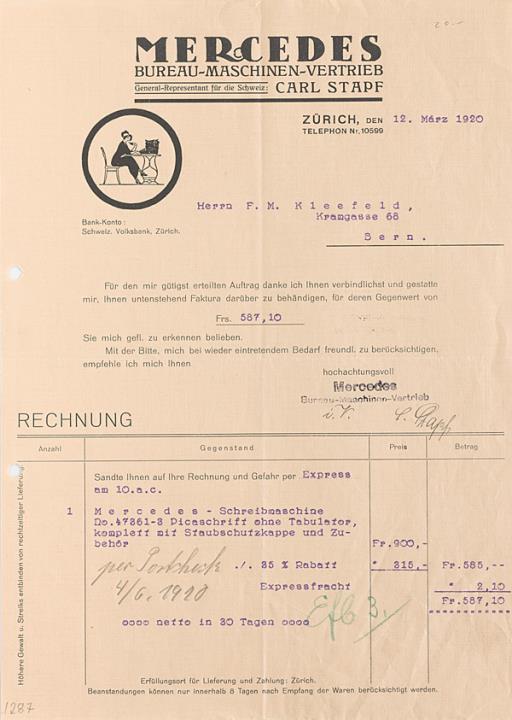 20.—
MERCEDES
BUREAU-MASCHINEN-VERTRIEB
General-Representant für die Schweiz: CARL STAPF
ZÜRICH, DEN 12. März 1920
TELEPHON Nr. 10599
Herrn F. M. Kleefeld,
Kramgasse 68
Bern.
Bank-Konto:
Schweiz. Volksbank, Zürich.
Für den mir gütigst erteilten Auftrag danke ich Ihnen verbindlichst und gestatte
mir, Ihnen untenstehend Faktura darüber zu behändigen, für deren Gegenwert von
Frs. 587,10
Sie mich gefl. zu erkennen belieben.
Mit der Bitte, mich bei wieder eintretendem Bedarf freundl. zu berücksichtigen,
empfehle ich mich Ihnen
hochachtungsvoll
Mercedes
Bureau-Maschinen-Vertrieb
i. V. C. Stapf
RECHNUNG
Anzahl Gegenstand Preis Betrag
Höhere Gewalt u. Streiks entbinden von rechtzeitiger Lieferung.
Sandte Ihnen auf Ihre Rechnung und Gefahr per Express
am 10.a.c.
1 Mercedes - Schreibmaschine
No.47361-3 Picaschrift ohne Tabulator,
komplett mit Staubschutzkappe und Zu-
behör Fr.900,-
./. 35 % Rabatt " 315,- Fr.585,--
per Postcheck
4/6. 1920
Expressfracht " 2,10
Fr.587,10
oooo netto in 30 Tagen oooo
Erfüllungsort für Lieferung und Zahlung: Zürich.
Beanstandungen können nur innerhalb 8 Tagen nach Empfang der Waren berücksichtigt werden.
1287